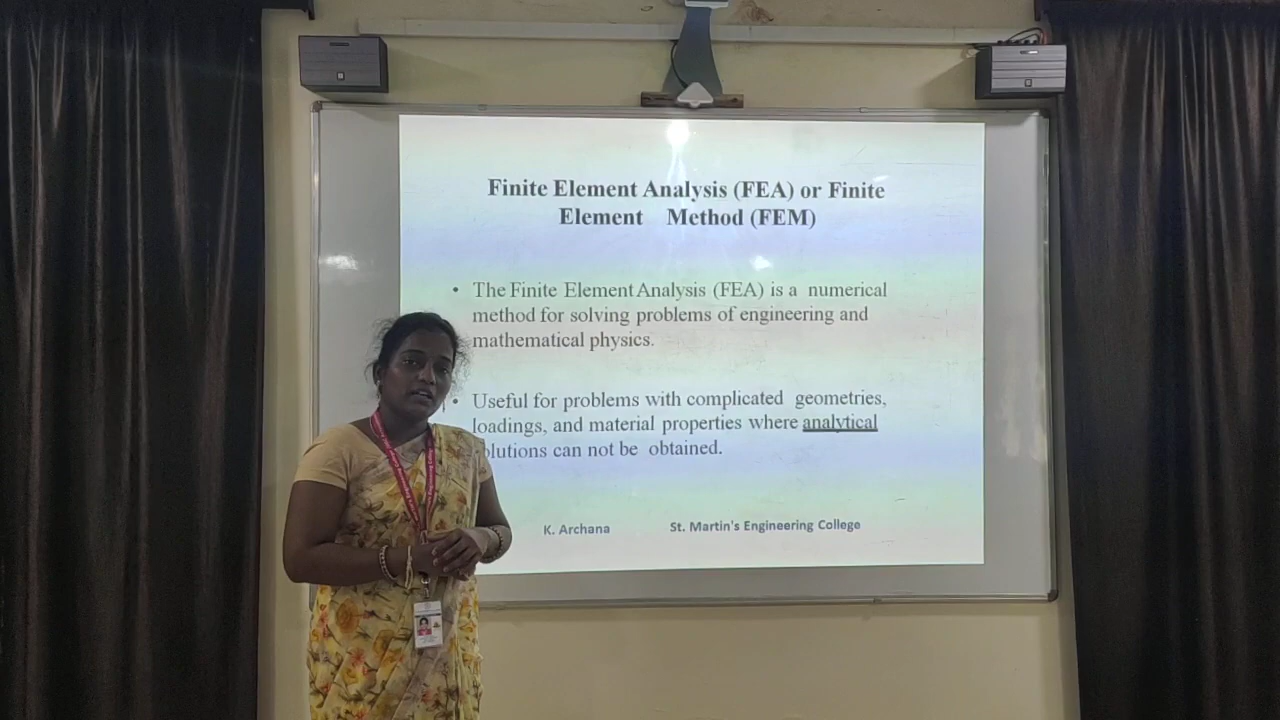 Finite Element Analysis (FEA) or Finite
Element Method (FEM)
• The Finite Element Analysis (FEA) is a numerical
method for solving problems of engineering and
mathematical physics.
• Useful for problems with complicated geometries,
loadings, and material properties where analytical
olutions can not be obtained.
K. Archana St. Martin's Engineering College